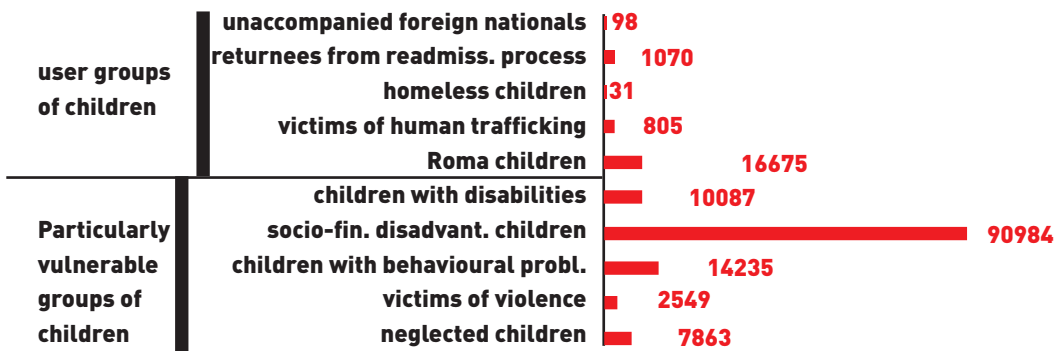 user groups
of children
unaccompanied foreign nationals 98
returnees from readmiss. process 1070
homeless children 31
victims of human trafficking 805
Roma children 16675
Particularly
vulnerable
groups of
children
children with disabilities 10087
socio-fin. disadvant. children 90984
children with behavioural probl. 14235
victims of violence 2549
neglected children 7863